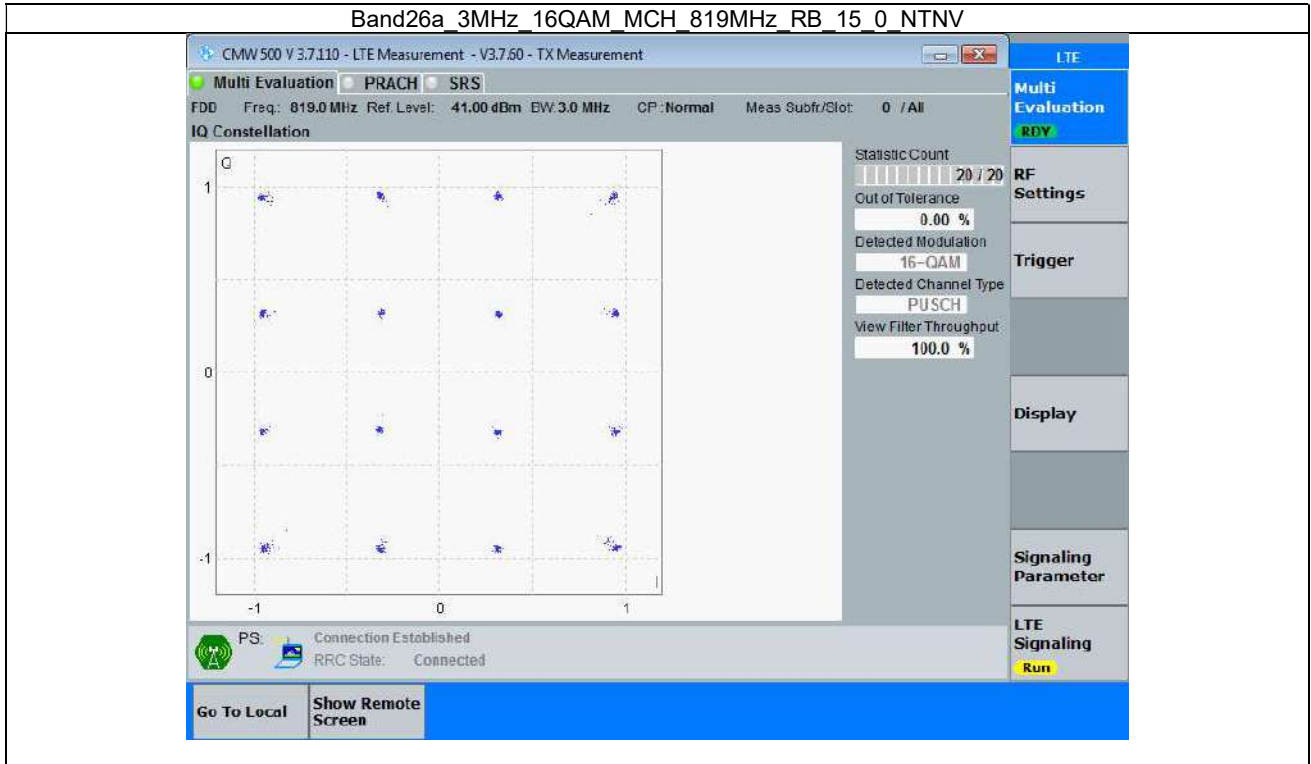 Band26a_3MHz_16QAM_MCH_819MHz_RB_15_0_NTNV
CMW 500 V 3.7.110 - LTE Measurement - V3.7.60 - TX Measurement
LTE
Multi Evaluation PRACH SRS
Multi
Evaluation
RDY
FDD Freq.: 819.0 MHz Ref. Level: 41.00 dBm BW: 3.0 MHz CP: Normal Meas Subfr./Slot: 0 / All
IQ Constellation
Q
1
0
-1
-1 0 1
I
Statistic Count
20 / 20
Out of Tolerance
0.00 %
Detected Modulation
16-QAM
Detected Channel Type
PUSCH
View Filter Throughput
100.0 %
RF
Settings
Trigger
Display
Signaling
Parameter
LTE
Signaling
Run
PS: Connection Established
RRC State: Connected
Go To Local
Show Remote
Screen